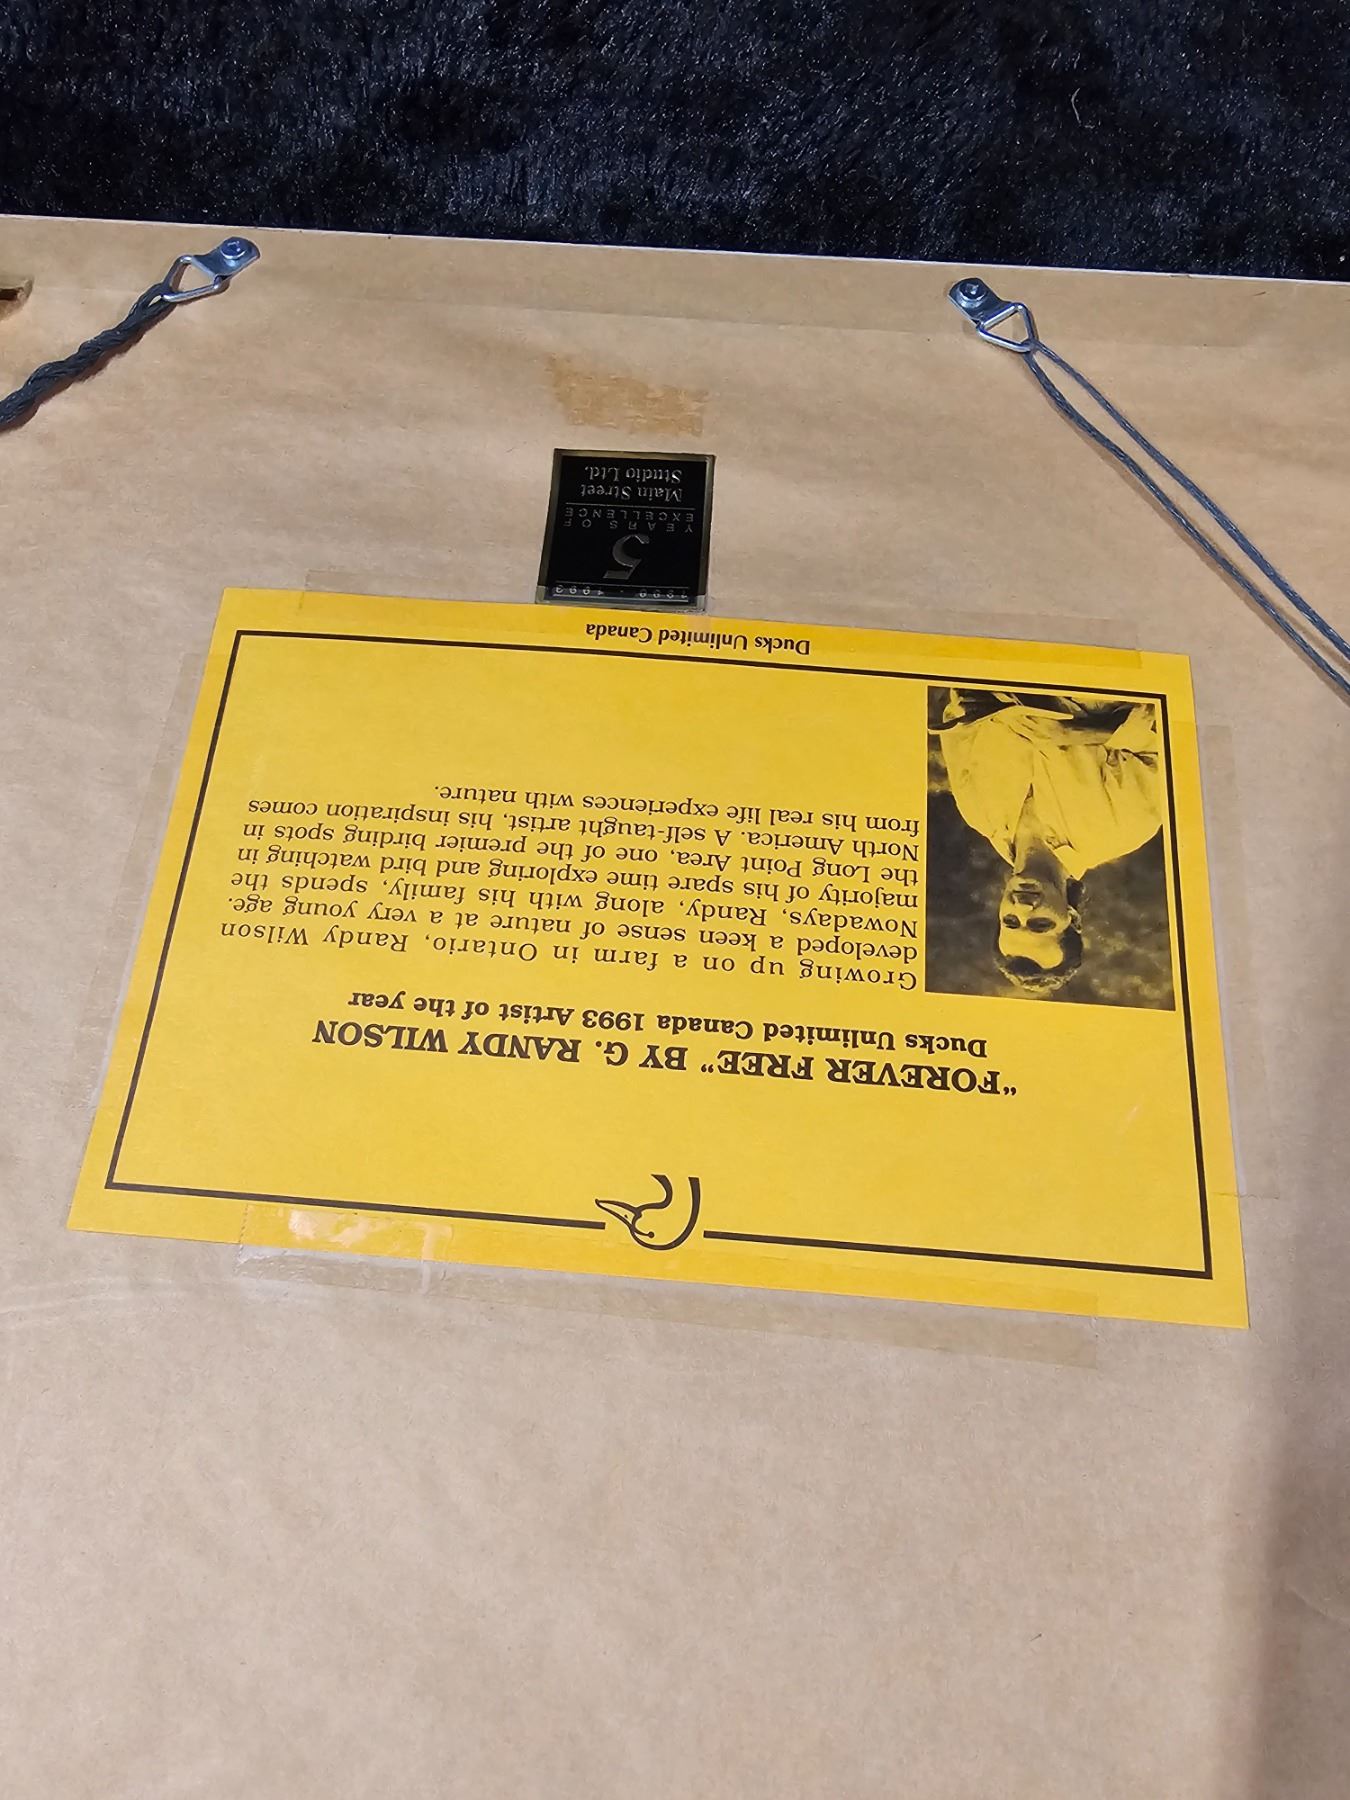 "FOREVER FREE" BY G. RANDY WILSON
Ducks Unlimited Canada 1993 Artist of the year
Growing up on a farm in Ontario, Randy Wilson
developed a keen sense of nature at a very young age.
Nowadays, Randy, along with his family, spends the
majority of his spare time exploring and bird watching in
the Long Point Area, one of the premier birding spots in
North America. A self-taught artist, his inspiration comes
from his real life experiences with nature.
Ducks Unlimited Canada
1988 · 1993
5
YEARS OF
EXCELLENCE
Main Street
Studio Ltd.